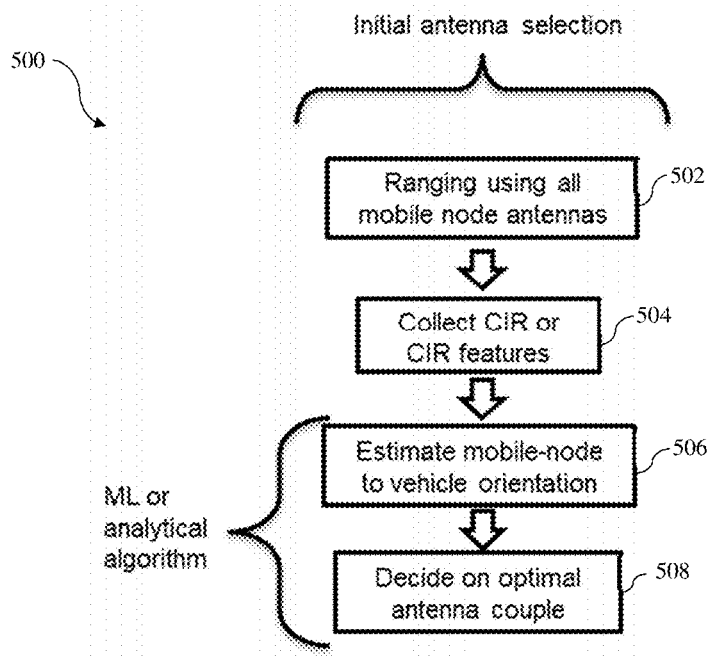 Initial antenna selection
500
Ranging using all
mobile node antennas
502
Collect CIR or
CIR features
504
Estimate mobile-node
to vehicle orientation
506
ML or
analytical
algorithm
Decide on optimal
antenna couple
508